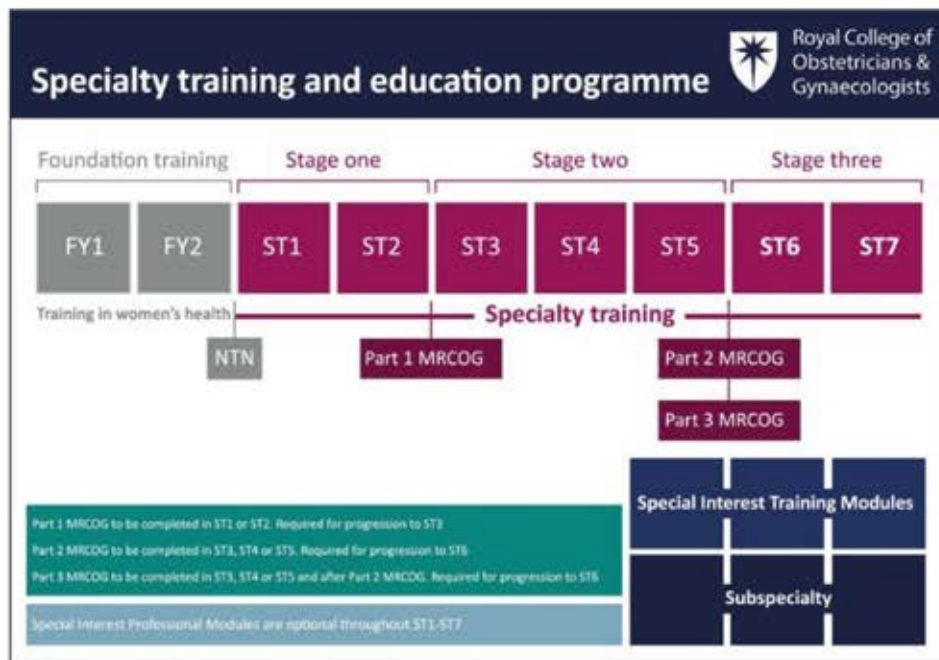 Specialty training and education programme
Royal College of
Obstetricians &
Gynaecologists
Foundation training
Stage one
Stage two
Stage three
FY1
FY2
ST1
ST2
ST3
ST4
ST5
ST6
ST7
Training in women's health
Specialty training
NTN
Part 1 MRCOG
Part 2 MRCOG
Part 3 MRCOG
Special Interest Training Modules
Subspecialty
Part 1 MRCOG to be completed in ST1 or ST2. Required for progression to ST3
Part 2 MRCOG to be completed in ST3, ST4 or ST5. Required for progression to ST6
Part 3 MRCOG to be completed in ST3, ST4 or ST5 and after Part 2 MRCOG. Required for progression to ST6
Special Interest Professional Modules are optional throughout ST1-ST7